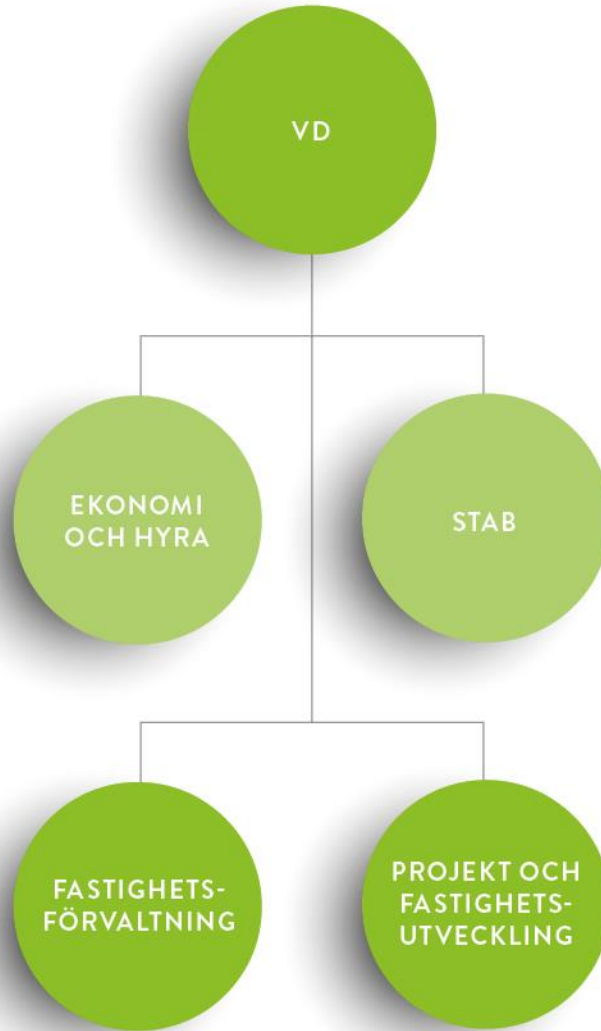 VD
EKONOMI
OCH HYRA
STAB
FASTIGHETS-
FÖRVALTNING
PROJEKT OCH
FASTIGHETS-
UTVECKLING